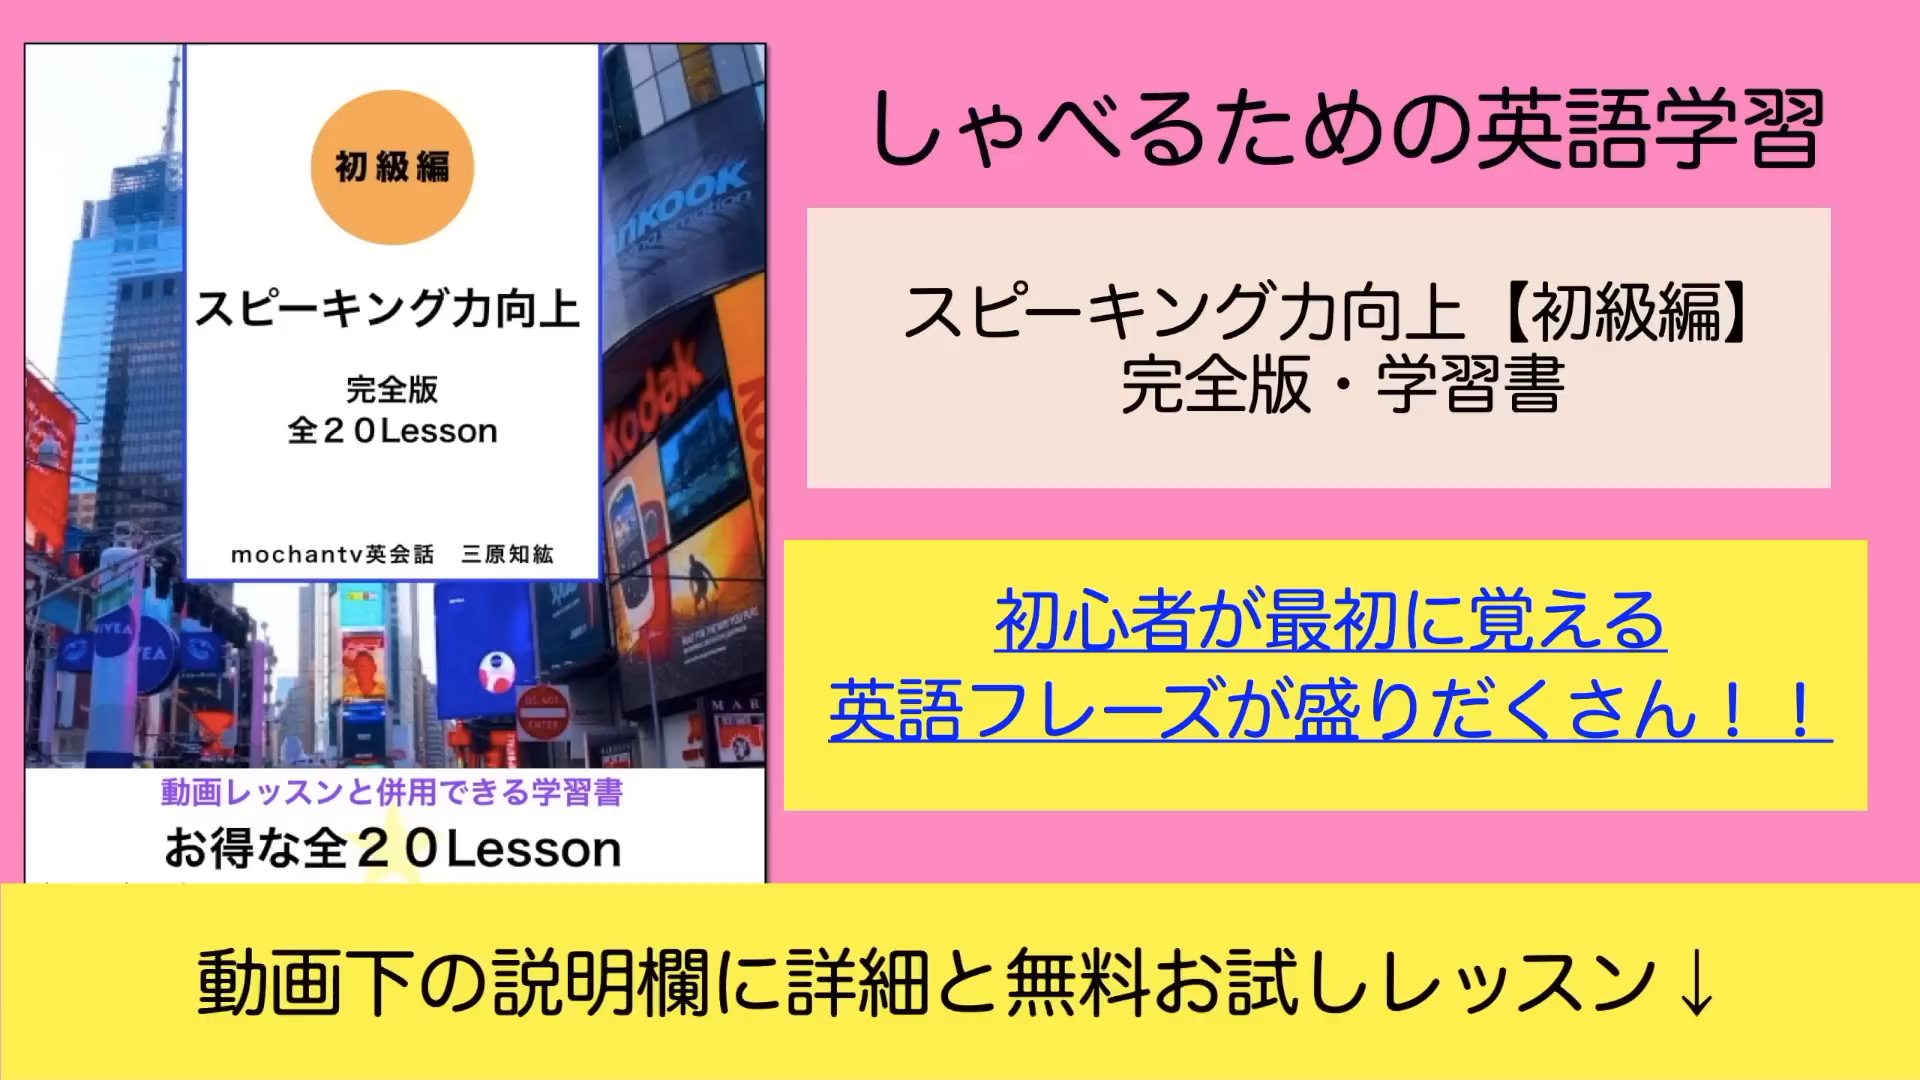 初級編
スピーキング力向上
完全版
全２０Lesson
mochantv英会話　三原知紘
NKOOK
Kodak
NIVEA
DO NOT
ENTER
動画レッスンと併用できる学習書
お得な全２０Lesson
しゃべるための英語学習
スピーキング力向上【初級編】
完全版・学習書
初心者が最初に覚える
英語フレーズが盛りだくさん！！
動画下の説明欄に詳細と無料お試しレッスン↓